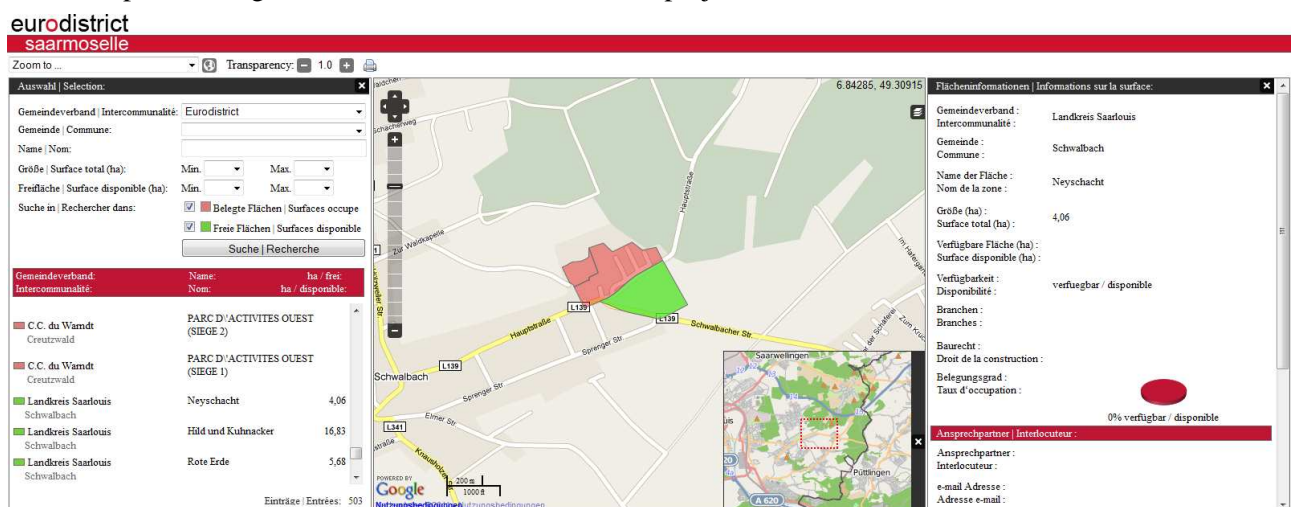 eurodistrict
saarmoselle
Zoom to ...
Transparency: 1.0
Auswahl | Selection:
Gemeindeverband | Intercommunalité: Eurodistrict
Gemeinde | Commune:
Name | Nom:
Größe | Surface total (ha): Min. Max.
Freifläche | Surface disponible (ha): Min. Max.
Suche in | Rechercher dans: Belegte Flächen | Surfaces occupe
Freie Flächen | Surfaces disponible
Suche | Recherche
Gemeindeverband: Name: ha / frei:
Intercommunalité: Nom: ha / disponible:
C.C. du Warndt PARC D\'ACTIVITES OUEST
(SIEGE 2)
Creutzwald
C.C. du Warndt PARC D\'ACTIVITES OUEST
(SIEGE 1)
Creutzwald
Landkreis Saarlouis Neyschacht 4,06
Schwalbach
Landkreis Saarlouis Hild und Kuhnacker 16,83
Schwalbach
Landkreis Saarlouis Rote Erde 5,68
Schwalbach
Einträge | Entrées: 503
6.84285, 49.30915
Zur Waldkapelle
Hauptstraße
Im Hafergarten
L139
L139
Schwalbacher Str.
Hauptstraße
Sprenger Str.
L139
Schwalbach
Sprenger Str.
Elmer Str.
L341
Saarwellingen
Püttlingen
A 620
POWERED BY
Google
200 m
1000 ft
Nutzungsbedingungen
Flächeninformationen | Informations sur la surface:
Gemeindeverband :
Intercommunalité :
Landkreis Saarlouis
Gemeinde :
Commune :
Schwalbach
Name der Fläche :
Nom de la zone :
Neyschacht
Größe (ha) :
Surface total (ha) :
4,06
Verfügbare Fläche (ha) :
Surface disponible (ha) :
Verfügbarkeit :
Disponibilité :
verfuegbar / disponible
Branchen :
Branches :
Baurecht :
Droit de la construction :
Belegungsgrad :
Taux d'occupation :
0% verfügbar / disponible
Ansprechpartner | Interlocuteur :
Ansprechpartner :
Interlocuteur :
e-mail Adresse :
Adresse e-mail :